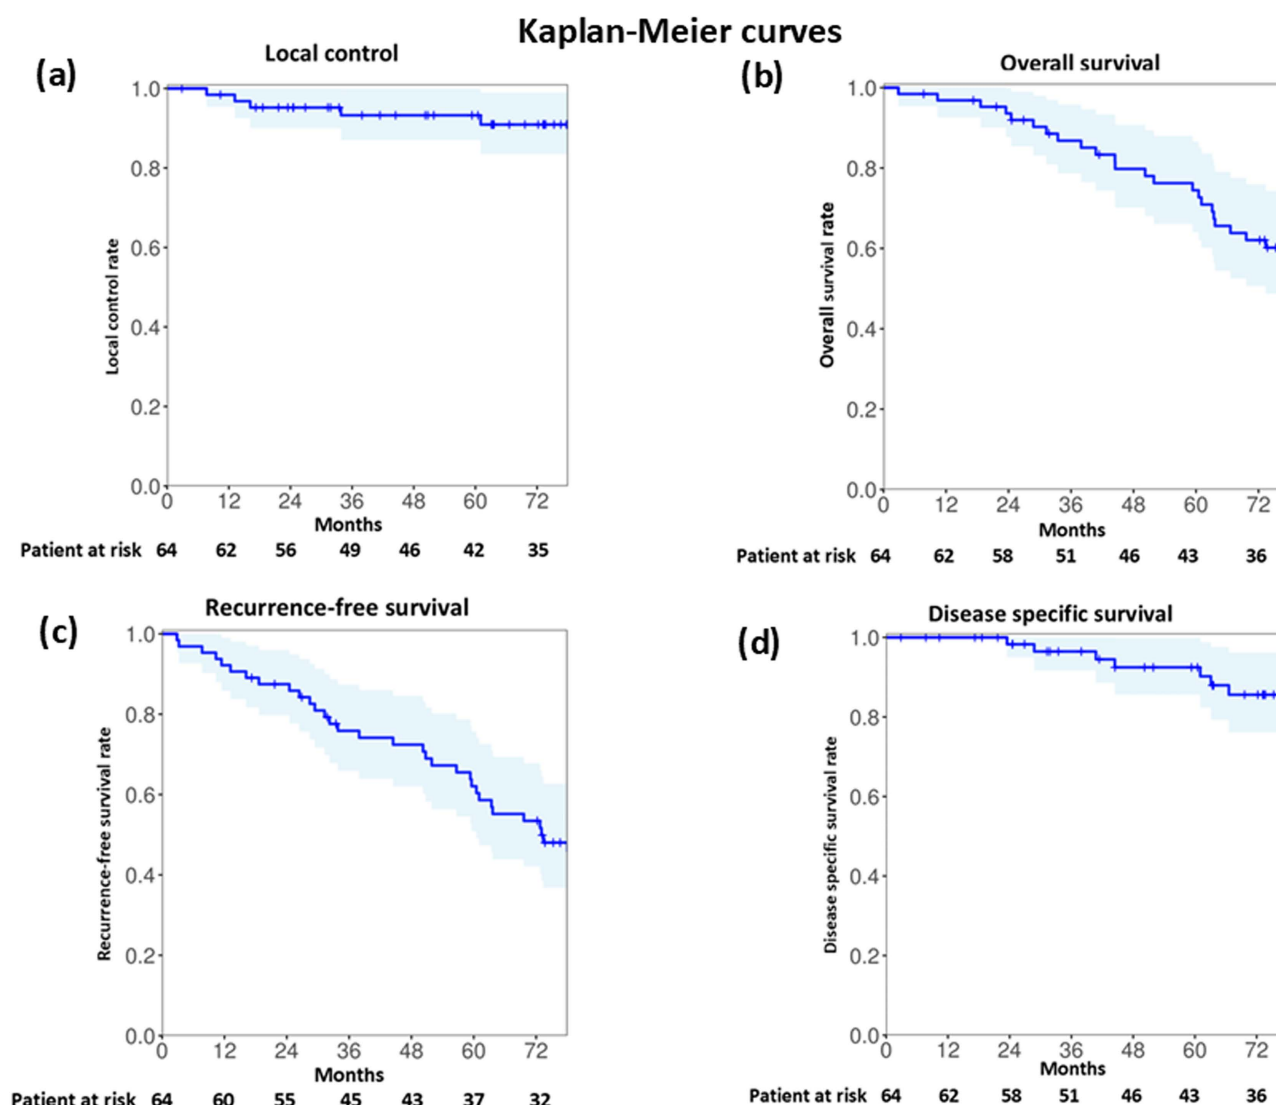 Kaplan-Meier curves
(a)
Local control
1.0
0.8
0.6
0.4
0.2
0.0
Local control rate
0 12 24 36 48 60 72
Months
Patient at risk 64 62 56 49 46 42 35
(b)
Overall survival
1.0
0.8
0.6
0.4
0.2
0.0
Overall survival rate
0 12 24 36 48 60 72
Months
Patient at risk 64 62 58 51 46 43 36
(c)
Recurrence-free survival
1.0
0.8
0.6
0.4
0.2
0.0
Recurrence-free survival rate
0 12 24 36 48 60 72
Months
Patient at risk 64 60 55 45 43 37 32
(d)
Disease specific survival
1.0
0.8
0.6
0.4
0.2
0.0
Disease specific survival rate
0 12 24 36 48 60 72
Months
Patient at risk 64 62 58 51 46 43 36